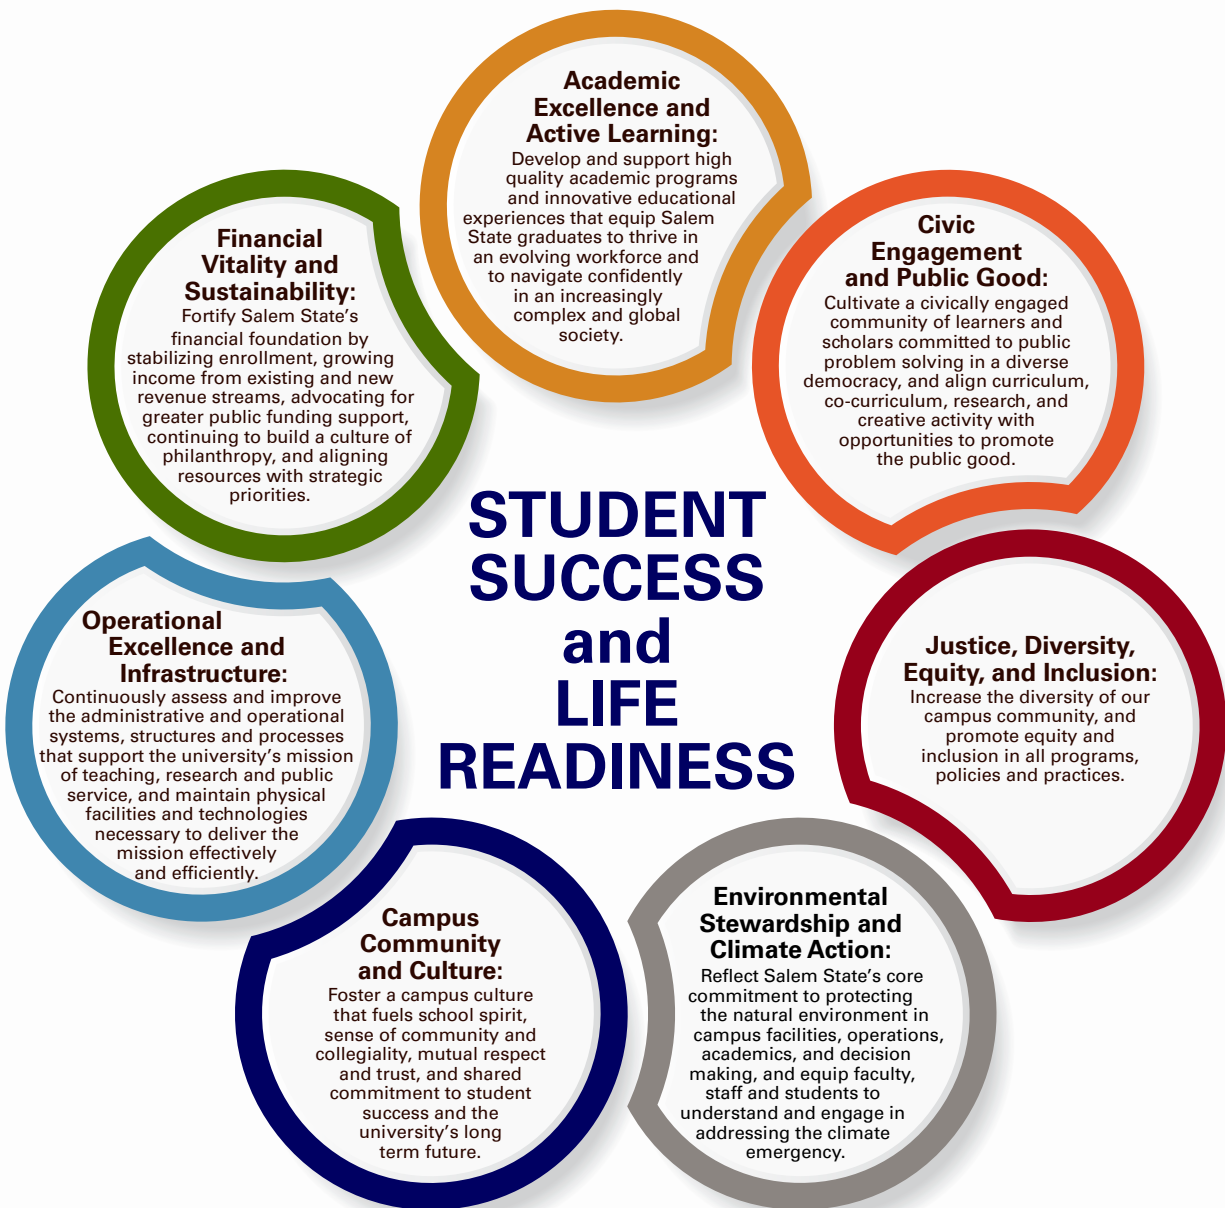 Academic
Excellence and
Active Learning:
Develop and support high
quality academic programs
and innovative educational
experiences that equip Salem
State graduates to thrive in
an evolving workforce and
to navigate confidently
in an increasingly
complex and global
society.
Civic
Engagement
and Public Good:
Cultivate a civically engaged
community of learners and
scholars committed to public
problem solving in a diverse
democracy, and align curriculum,
co-curriculum, research, and
creative activity with
opportunities to promote
the public good.
Justice, Diversity,
Equity, and Inclusion:
Increase the diversity of our
campus community, and
promote equity and
inclusion in all programs,
policies and practices.
Environmental
Stewardship and
Climate Action:
Reflect Salem State’s core
commitment to protecting
the natural environment in
campus facilities, operations,
academics, and decision
making, and equip faculty,
staff and students to
understand and engage in
addressing the climate
emergency.
Campus
Community
and Culture:
Foster a campus culture
that fuels school spirit,
sense of community and
collegiality, mutual respect
and trust, and shared
commitment to student
success and the
university’s long
term future.
Operational
Excellence and
Infrastructure:
Continuously assess and improve
the administrative and operational
systems, structures and processes
that support the university’s mission
of teaching, research and public
service, and maintain physical
facilities and technologies
necessary to deliver the
mission effectively
and efficiently.
Financial
Vitality and
Sustainability:
Fortify Salem State’s
financial foundation by
stabilizing enrollment, growing
income from existing and new
revenue streams, advocating for
greater public funding support,
continuing to build a culture of
philanthropy, and aligning
resources with strategic
priorities.
STUDENT
SUCCESS
and
LIFE
READINESS